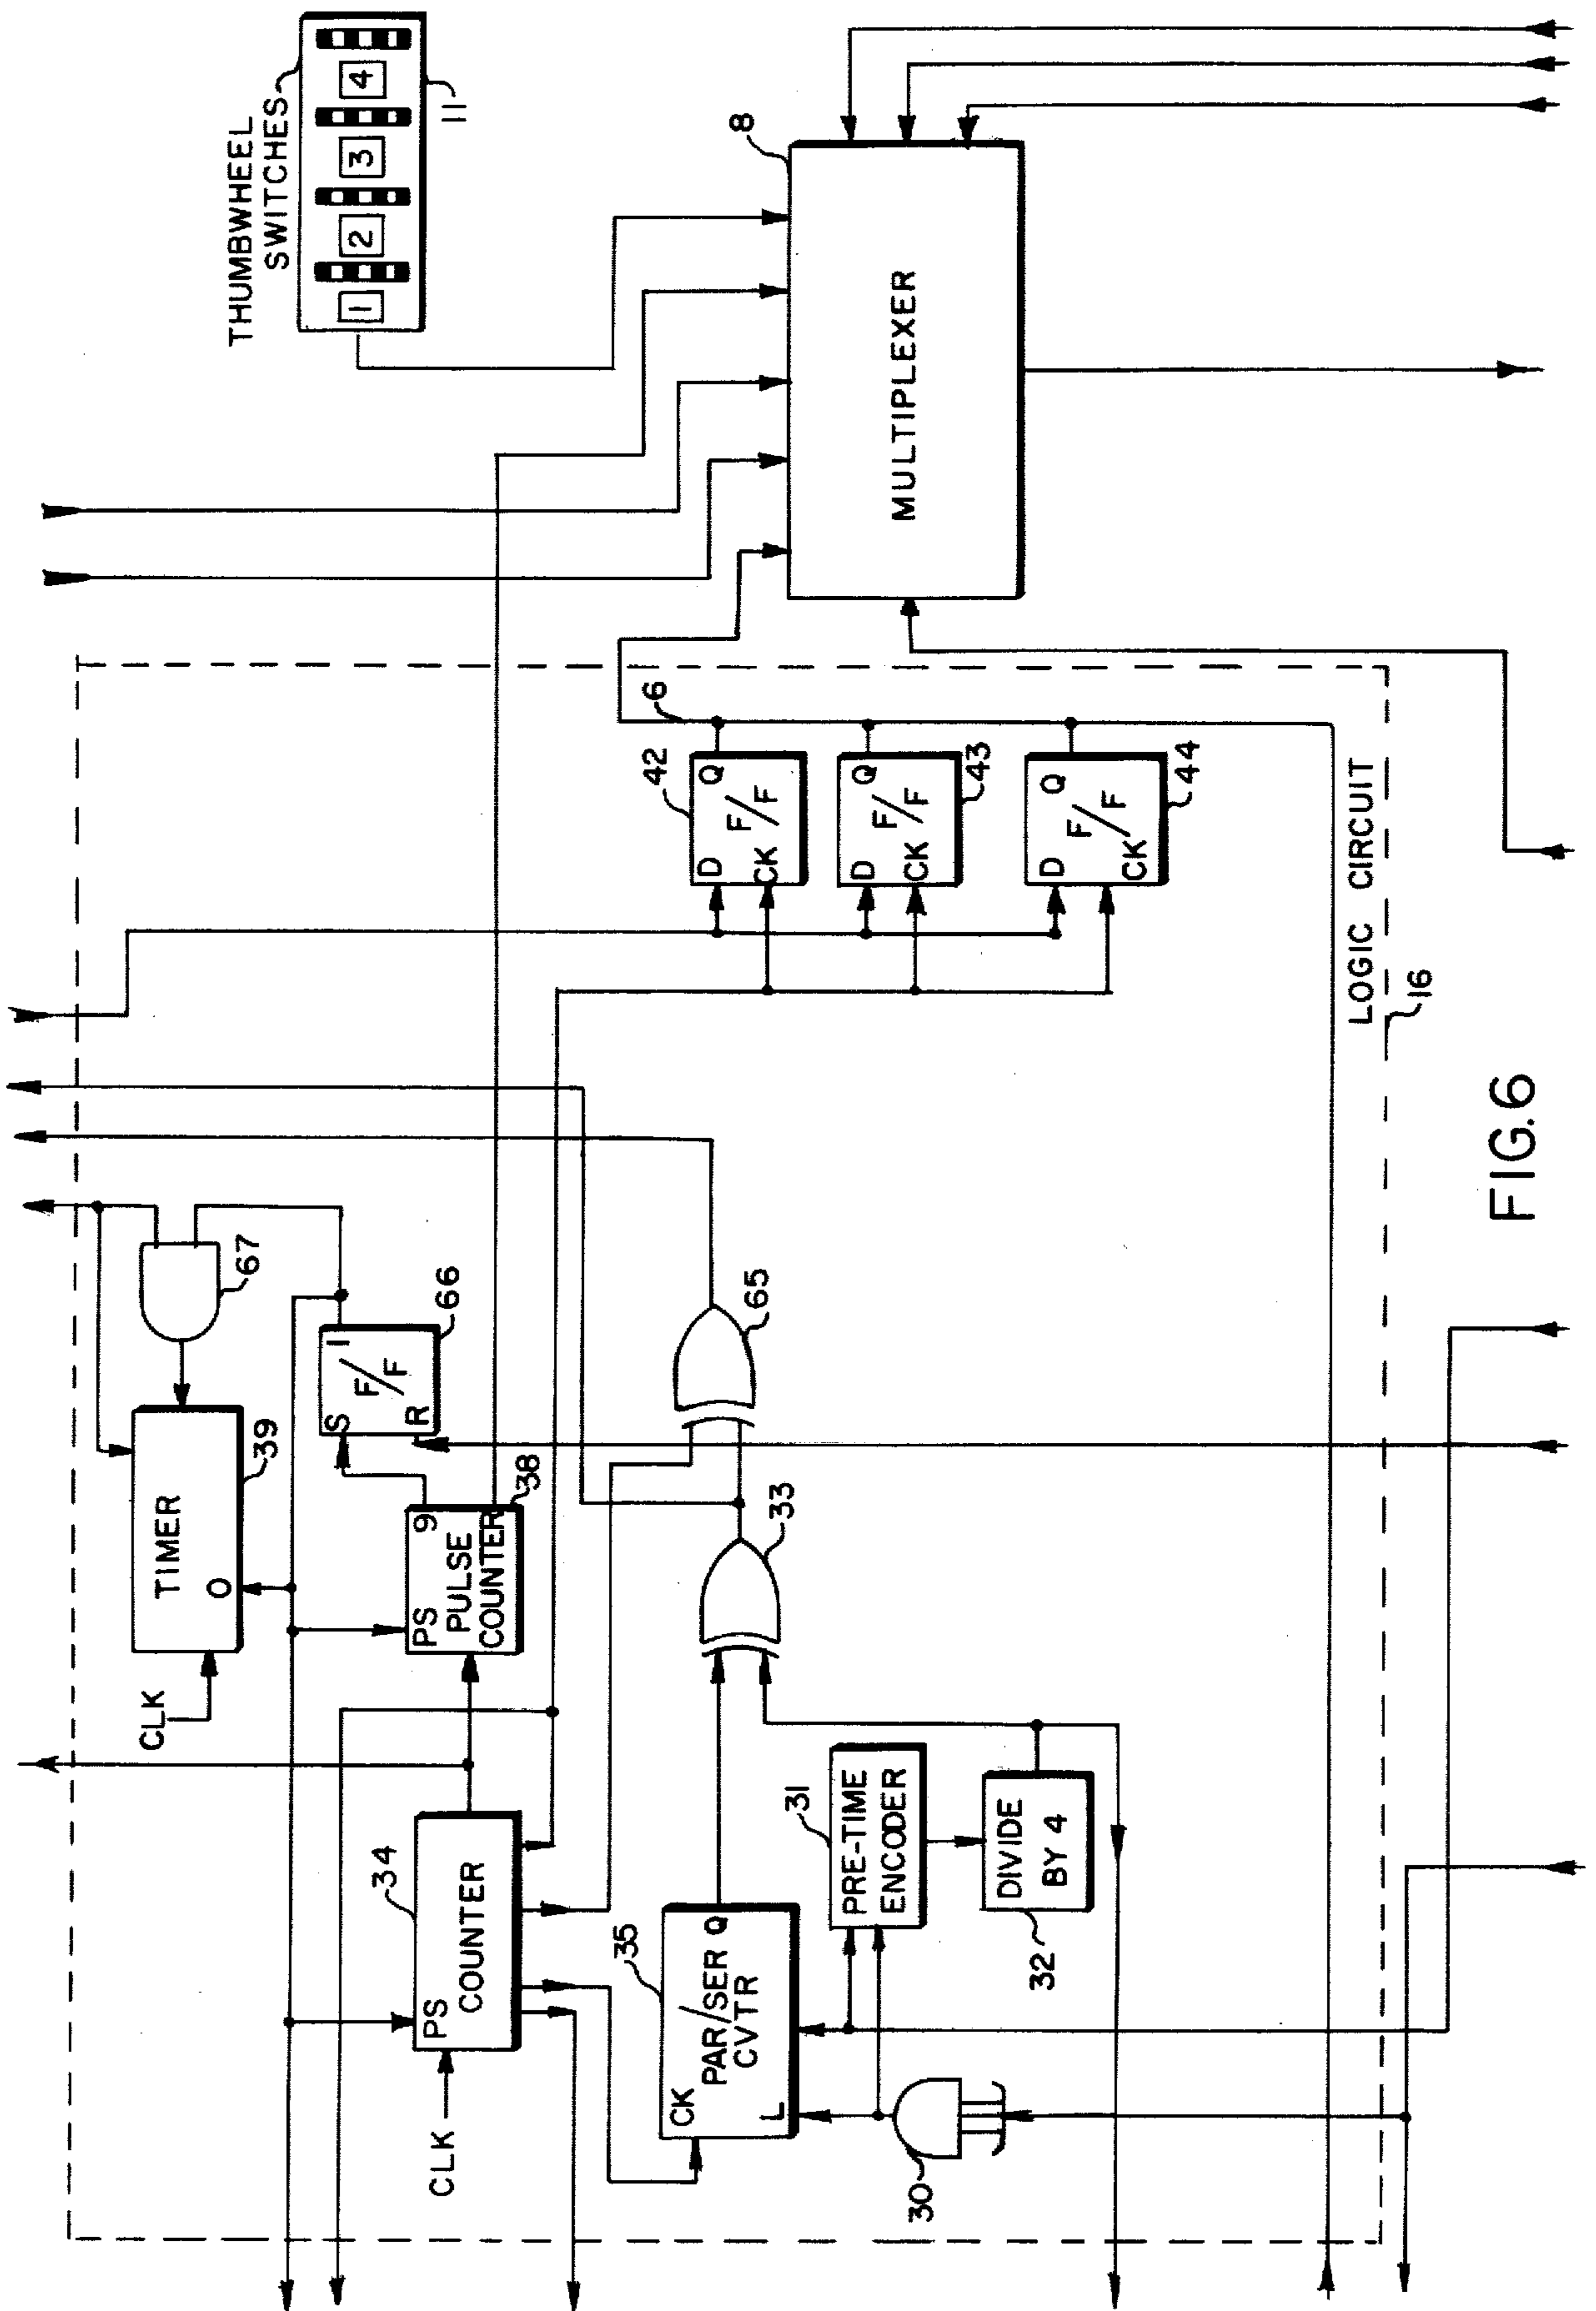 THUMBWHEEL
SWITCHES
1 2 3 4
11
8
MULTIPLEXER
CLK
TIMER
O
39
67
S
R
F/F
1
66
PS
9
PULSE
COUNTER
38
CLK
PS
COUNTER
34
35
CK
L
PAR/SER
CVTR
Q
33
65
31
PRE-TIME
ENCODER
DIVIDE
BY 4
32
30
42
D
CK
F/F
Q
D
CK
F/F
Q
43
D
CK
F/F
Q
44
6
LOGIC CIRCUIT
16
FIG.6